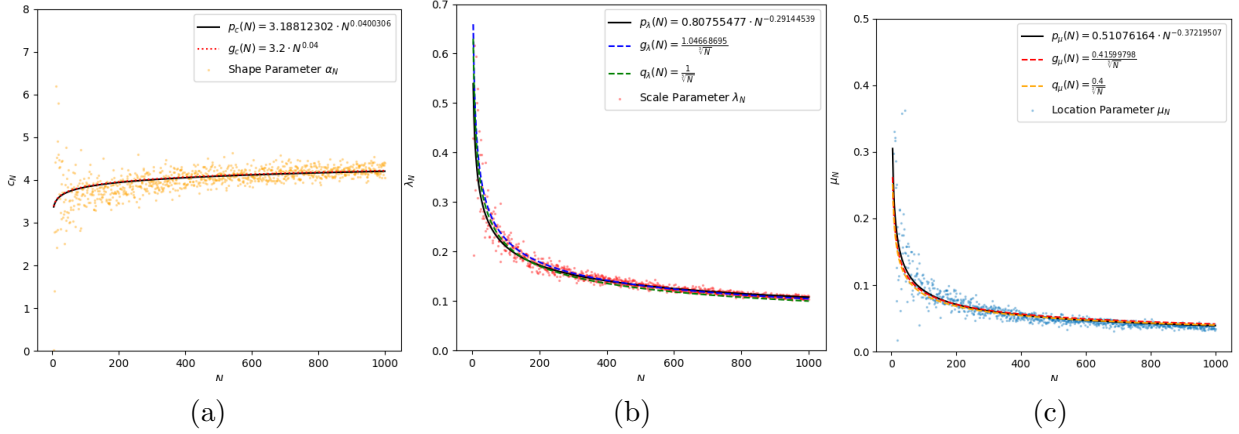 8
7
6
5
4
3
2
1
0
c_N
p_c(N) = 3.18812302 · N^0.0400306
g_c(N) = 3.2 · N^0.04
Shape Parameter α_N
0 200 400 600 800 1000
N
(a)
0.7
0.6
0.5
0.4
0.3
0.2
0.1
0.0
λ_N
p_λ(N) = 0.80755477 · N^−0.29144539
g_λ(N) = 1.04668695/∛N
q_λ(N) = 1/∛N
Scale Parameter λ_N
0 200 400 600 800 1000
N
(b)
0.5
0.4
0.3
0.2
0.1
0.0
μ_N
p_μ(N) = 0.51076164 · N^−0.37219507
g_μ(N) = 0.41599798/∛N
q_μ(N) = 0.4/∛N
Location Parameter μ_N
0 200 400 600 800 1000
N
(c)